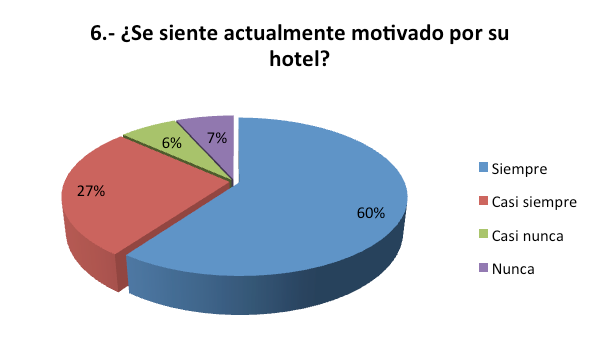 6.- ¿Se siente actualmente motivado por su
hotel?
7%
6%
27%
60%
Siempre
Casi siempre
Casi nunca
Nunca